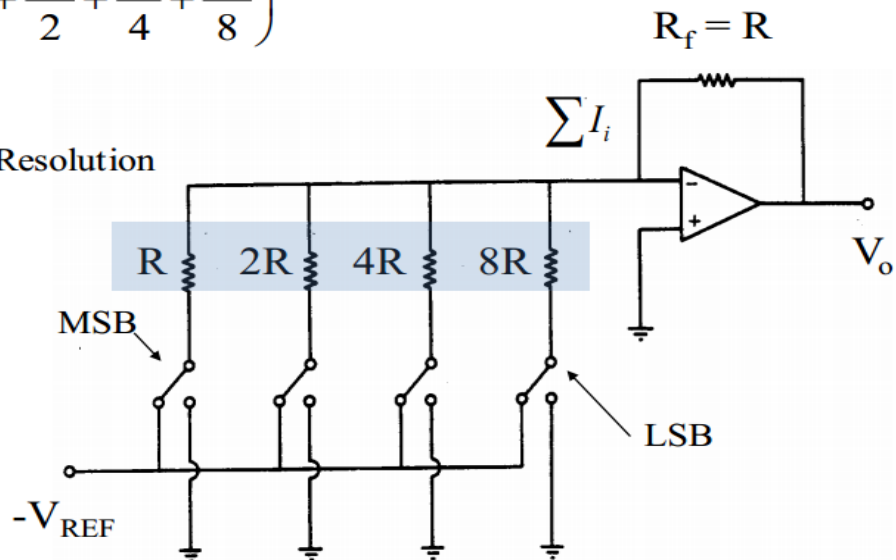 + — + — + — )
2 4 8
R_f = R
∑I_i
Resolution
−
+
V_o
R 2R 4R 8R
MSB
LSB
-V_REF